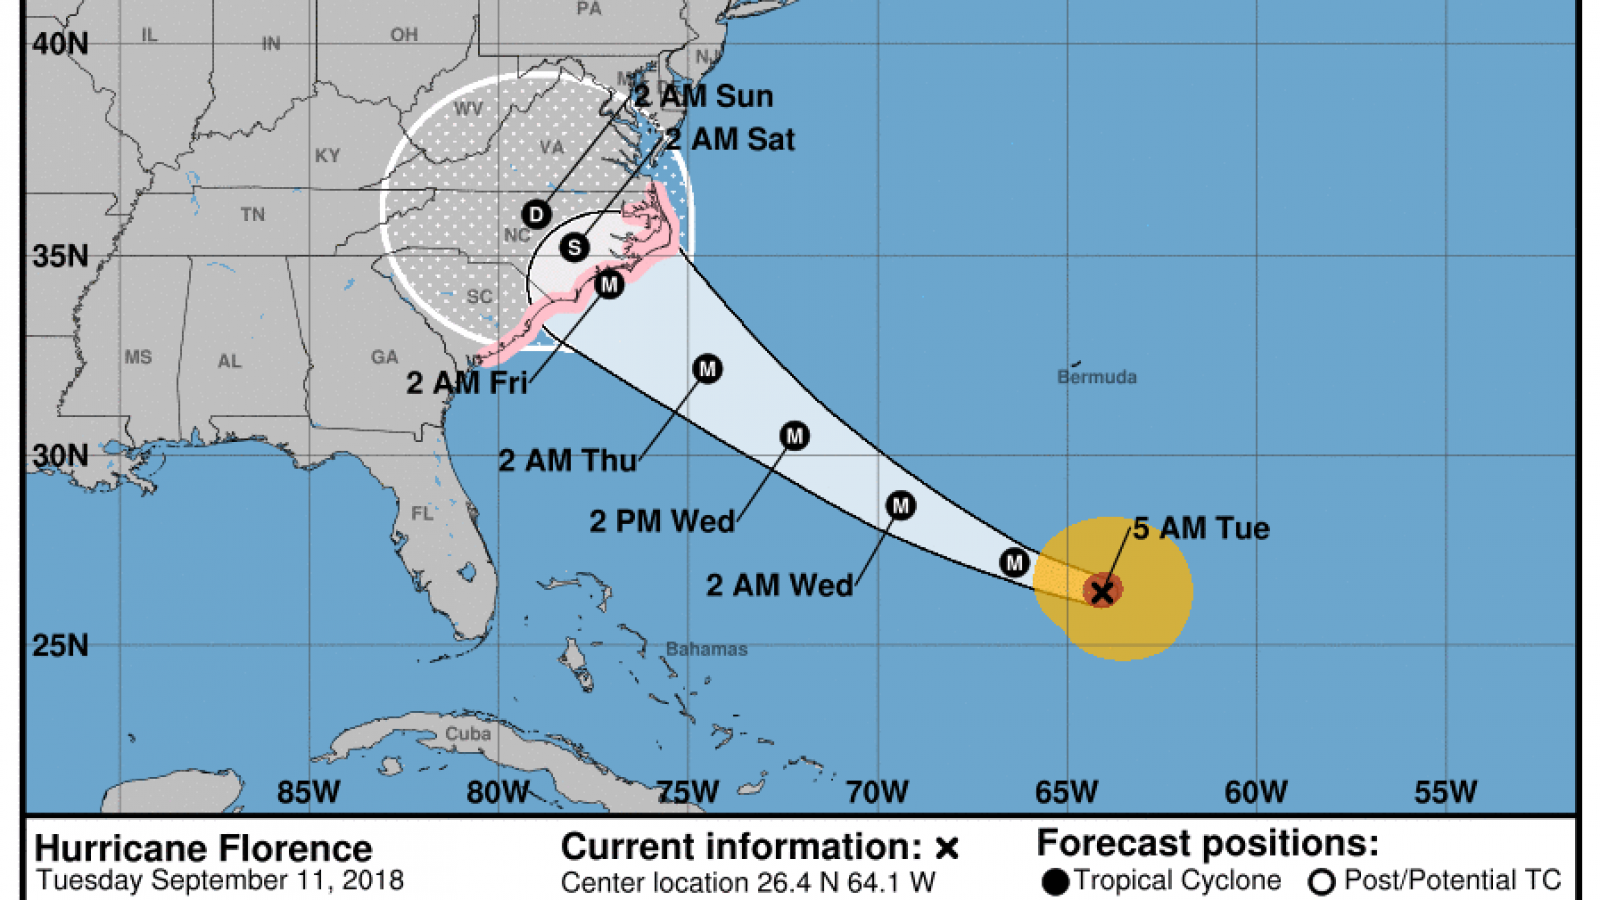 PA
40N
IL
IN
OH
NJ
DE
2 AM Sun
WV
2 AM Sat
VA
KY
TN
D
NC
35N
S
M
SC
MS
AL
GA
M
Bermuda
2 AM Fri
M
30N
2 AM Thu
FL
M
2 PM Wed
5 AM Tue
M
2 AM Wed
25N
Bahamas
Cuba
85W
80W
75W
70W
65W
60W
55W
Hurricane Florence
Tuesday September 11, 2018
Current information: ×
Center location 26.4 N 64.1 W
Forecast positions:
Tropical Cyclone
Post/Potential TC